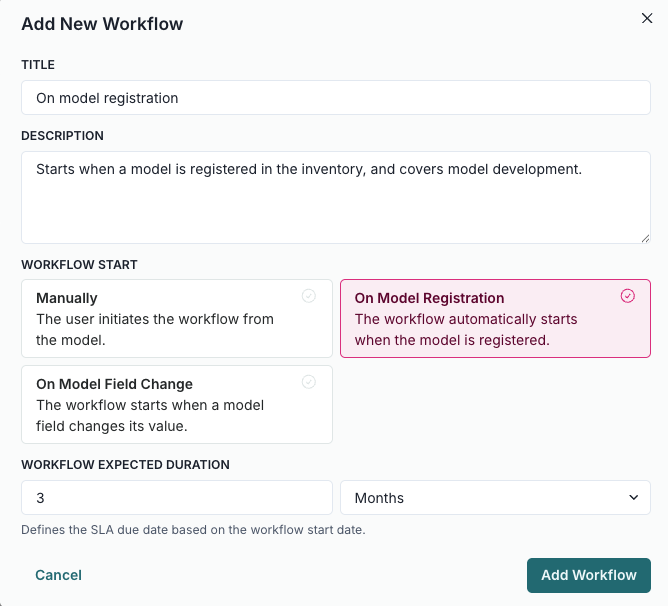 Add New Workflow
TITLE
On model registration
DESCRIPTION
Starts when a model is registered in the inventory, and covers model development.
WORKFLOW START
Manually
The user initiates the workflow from
the model.
On Model Registration
The workflow automatically starts
when the model is registered.
On Model Field Change
The workflow starts when a model
field changes its value.
WORKFLOW EXPECTED DURATION
3
Months
Defines the SLA due date based on the workflow start date.
Cancel
Add Workflow